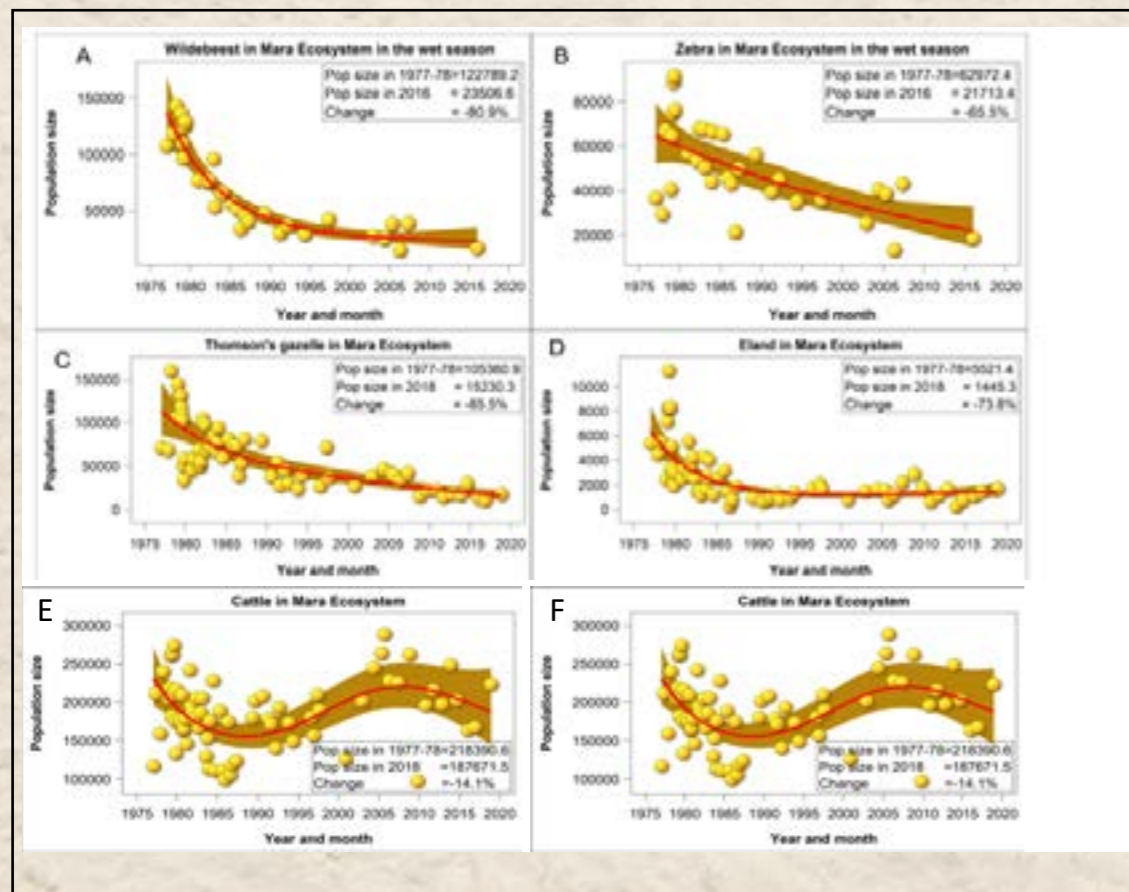 A
Wildebeest in Mara Ecosystem in the wet season
Pop size in 1977-78=122789.2
Pop size in 2016 = 23506.6
Change = -80.9%
Population size
150000
100000
50000
1975 1980 1985 1990 1995 2000 2005 2010 2015 2020
Year and month
B
Zebra in Mara Ecosystem in the wet season
Pop size in 1977-78=62972.4
Pop size in 2016 = 21713.4
Change = -65.5%
Population size
80000
60000
40000
20000
1975 1980 1985 1990 1995 2000 2005 2010 2015 2020
Year and month
C
Thomson's gazelle in Mara Ecosystem
Pop size in 1977-78=105360.9
Pop size in 2018 = 15230.3
Change = -85.5%
Population size
150000
100000
50000
0
1975 1980 1985 1990 1995 2000 2005 2010 2015 2020
Year and month
D
Eland in Mara Ecosystem
Pop size in 1977-78=5521.4
Pop size in 2018 = 1445.3
Change = -73.8%
Population size
10000
8000
6000
4000
2000
0
1975 1980 1985 1990 1995 2000 2005 2010 2015 2020
Year and month
E
Cattle in Mara Ecosystem
Population size
300000
250000
200000
150000
100000
Pop size in 1977-78=218390.6
Pop size in 2018 =187671.5
Change =-14.1%
1975 1980 1985 1990 1995 2000 2005 2010 2015 2020
Year and month
F
Cattle in Mara Ecosystem
Population size
300000
250000
200000
150000
100000
Pop size in 1977-78=218390.6
Pop size in 2018 =187671.5
Change =-14.1%
1975 1980 1985 1990 1995 2000 2005 2010 2015 2020
Year and month